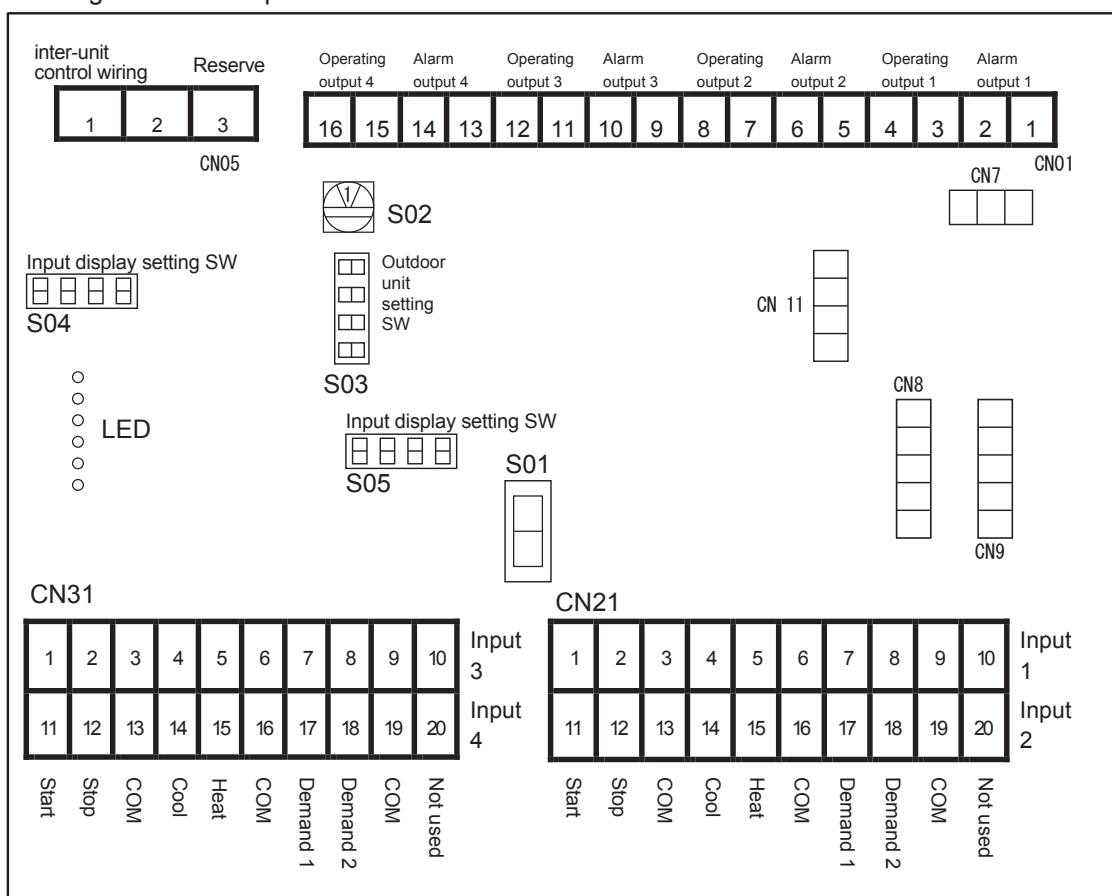 inter-unit
control wiring
Reserve
1 2 3
CN05
Operating Alarm Operating Alarm Operating Alarm Operating Alarm
output 4 output 4 output 3 output 3 output 2 output 2 output 1 output 1
16 15 14 13 12 11 10 9 8 7 6 5 4 3 2 1
CN01
CN7
1
S02
Input display setting SW
S04
Outdoor
unit
setting
SW
S03
CN 11
LED
Input display setting SW
S05
S01
CN8
CN9
CN31
1 2 3 4 5 6 7 8 9 10
Input
3
11 12 13 14 15 16 17 18 19 20
Input
4
Start Stop COM Cool Heat COM Demand 1 Demand 2 COM Not used
CN21
1 2 3 4 5 6 7 8 9 10
Input
1
11 12 13 14 15 16 17 18 19 20
Input
2
Start Stop COM Cool Heat COM Demand 1 Demand 2 COM Not used